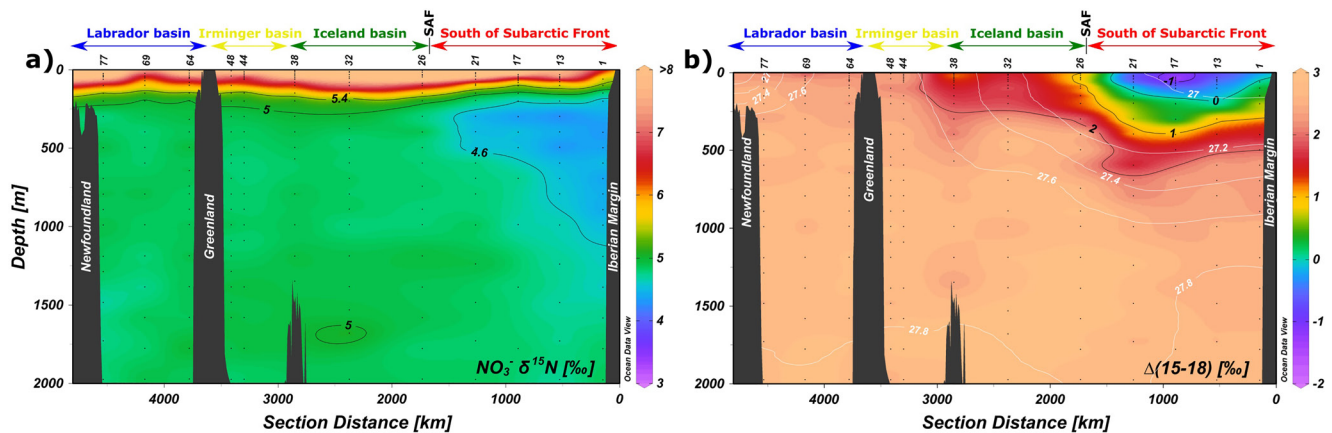 a)
Labrador basin
Irminger basin
Iceland basin
SAF
South of Subarctic Front
77 69 64 48 44 38 32 26 21 17 13 1
0
500
1000
1500
2000
Depth [m]
5.4
5
4.6
5
Newfoundland
Greenland
Iberian Margin
NO₃⁻ δ¹⁵N [‰]
4000 3000 2000 1000 0
Section Distance [km]
>8
7
6
5
4
3
Ocean Data View
b)
Labrador basin
Irminger basin
Iceland basin
SAF
South of Subarctic Front
77 69 64 48 44 38 32 26 21 17 13 1
0
500
1000
1500
2000
27.4
27.6
-1
27
0
1
2
27.2
27.4
27.6
27.8
27.8
Newfoundland
Greenland
Iberian Margin
Δ(15-18) [‰]
4000 3000 2000 1000 0
Section Distance [km]
3
2
1
0
-1
-2
Ocean Data View